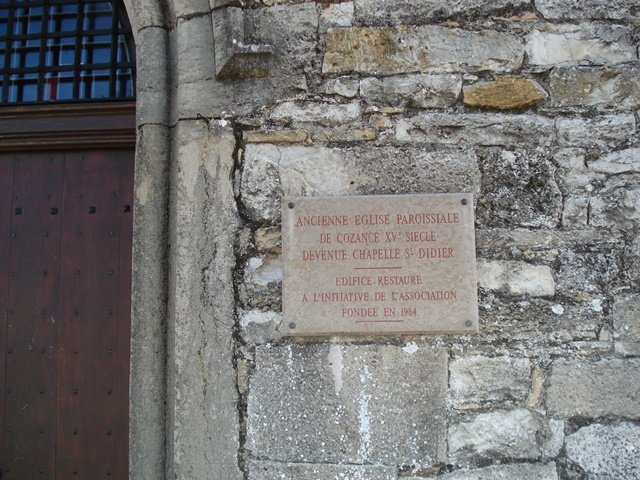 ANCIENNE EGLISE PAROISSIALE
DE COZANCE XVE SIECLE
DEVENUE CHAPELLE ST DIDIER
EDIFICE RESTAURE
A L'INITIATIVE DE L'ASSOCIATION
FONDEE EN 1984